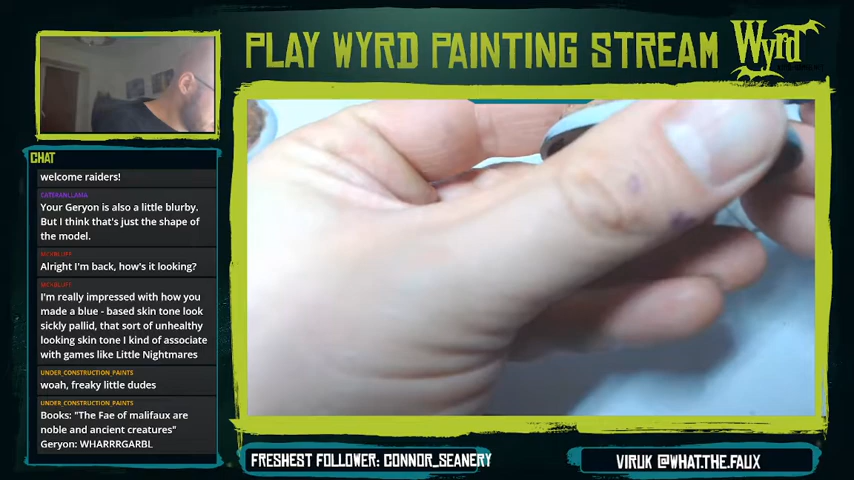 PLAY WYRD PAINTING STREAM
Wyrd
CHAT
welcome raiders!
Your Geryon is also a little blurby.
But I think that's just the shape of
the model.
Alright I'm back, how's it looking?
I'm really impressed with how you
made a blue - based skin tone look
sickly pallid, that sort of unhealthy
looking skin tone I kind of associate
with games like Little Nightmares
UNDER_CONSTRUCTION_PAINTS
woah, freaky little dudes
UNDER_CONSTRUCTION_PAINTS
Books: "The Fae of malifaux are
noble and ancient creatures"
Geryon: WHARRRGARBL
FRESHEST FOLLOWER: CONNOR_SEANERY
VIRUK @WHAT.THE.FAUX